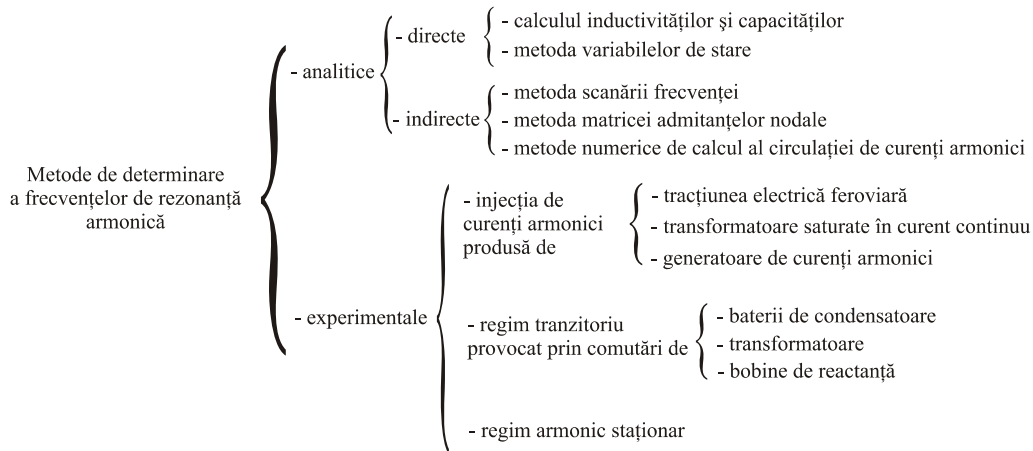 Metode de determinare
a frecvențelor de rezonanță
armonică
- analitice
- directe
- calculul inductivităților şi capacităților
- metoda variabilelor de stare
- indirecte
- metoda scanării frecvenței
- metoda matricei admitanțelor nodale
- metode numerice de calcul al circulației de curenți armonici
- experimentale
- injecția de
curenți armonici
produsă de
- tracțiunea electrică feroviară
- transformatoare saturate în curent continuu
- generatoare de curenți armonici
- regim tranzitoriu
provocat prin comutări de
- baterii de condensatoare
- transformatoare
- bobine de reactanță
- regim armonic staționar